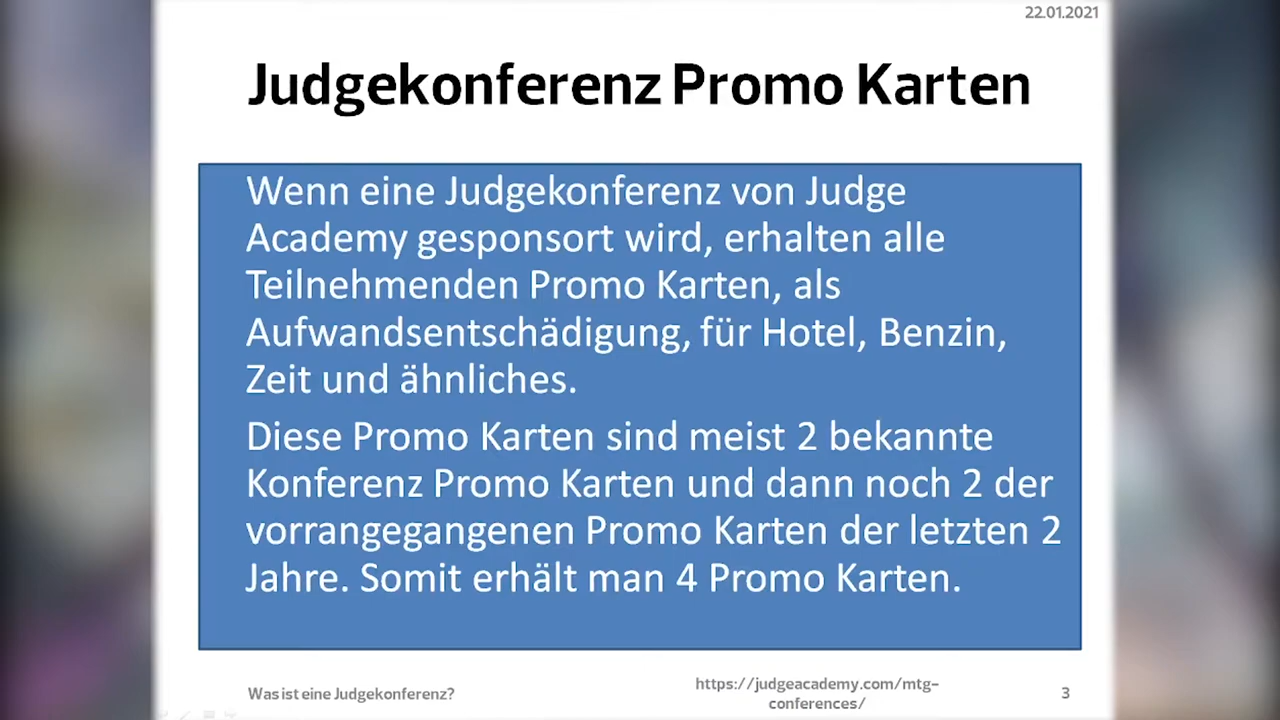 22.01.2021
Judgekonferenz Promo Karten
Wenn eine Judgekonferenz von Judge
Academy gesponsort wird, erhalten alle
Teilnehmenden Promo Karten, als
Aufwandsentschädigung, für Hotel, Benzin,
Zeit und ähnliches.
Diese Promo Karten sind meist 2 bekannte
Konferenz Promo Karten und dann noch 2 der
vorrangegangenen Promo Karten der letzten 2
Jahre. Somit erhält man 4 Promo Karten.
Was ist eine Judgekonferenz?
https://judgeacademy.com/mtg-
conferences/
3